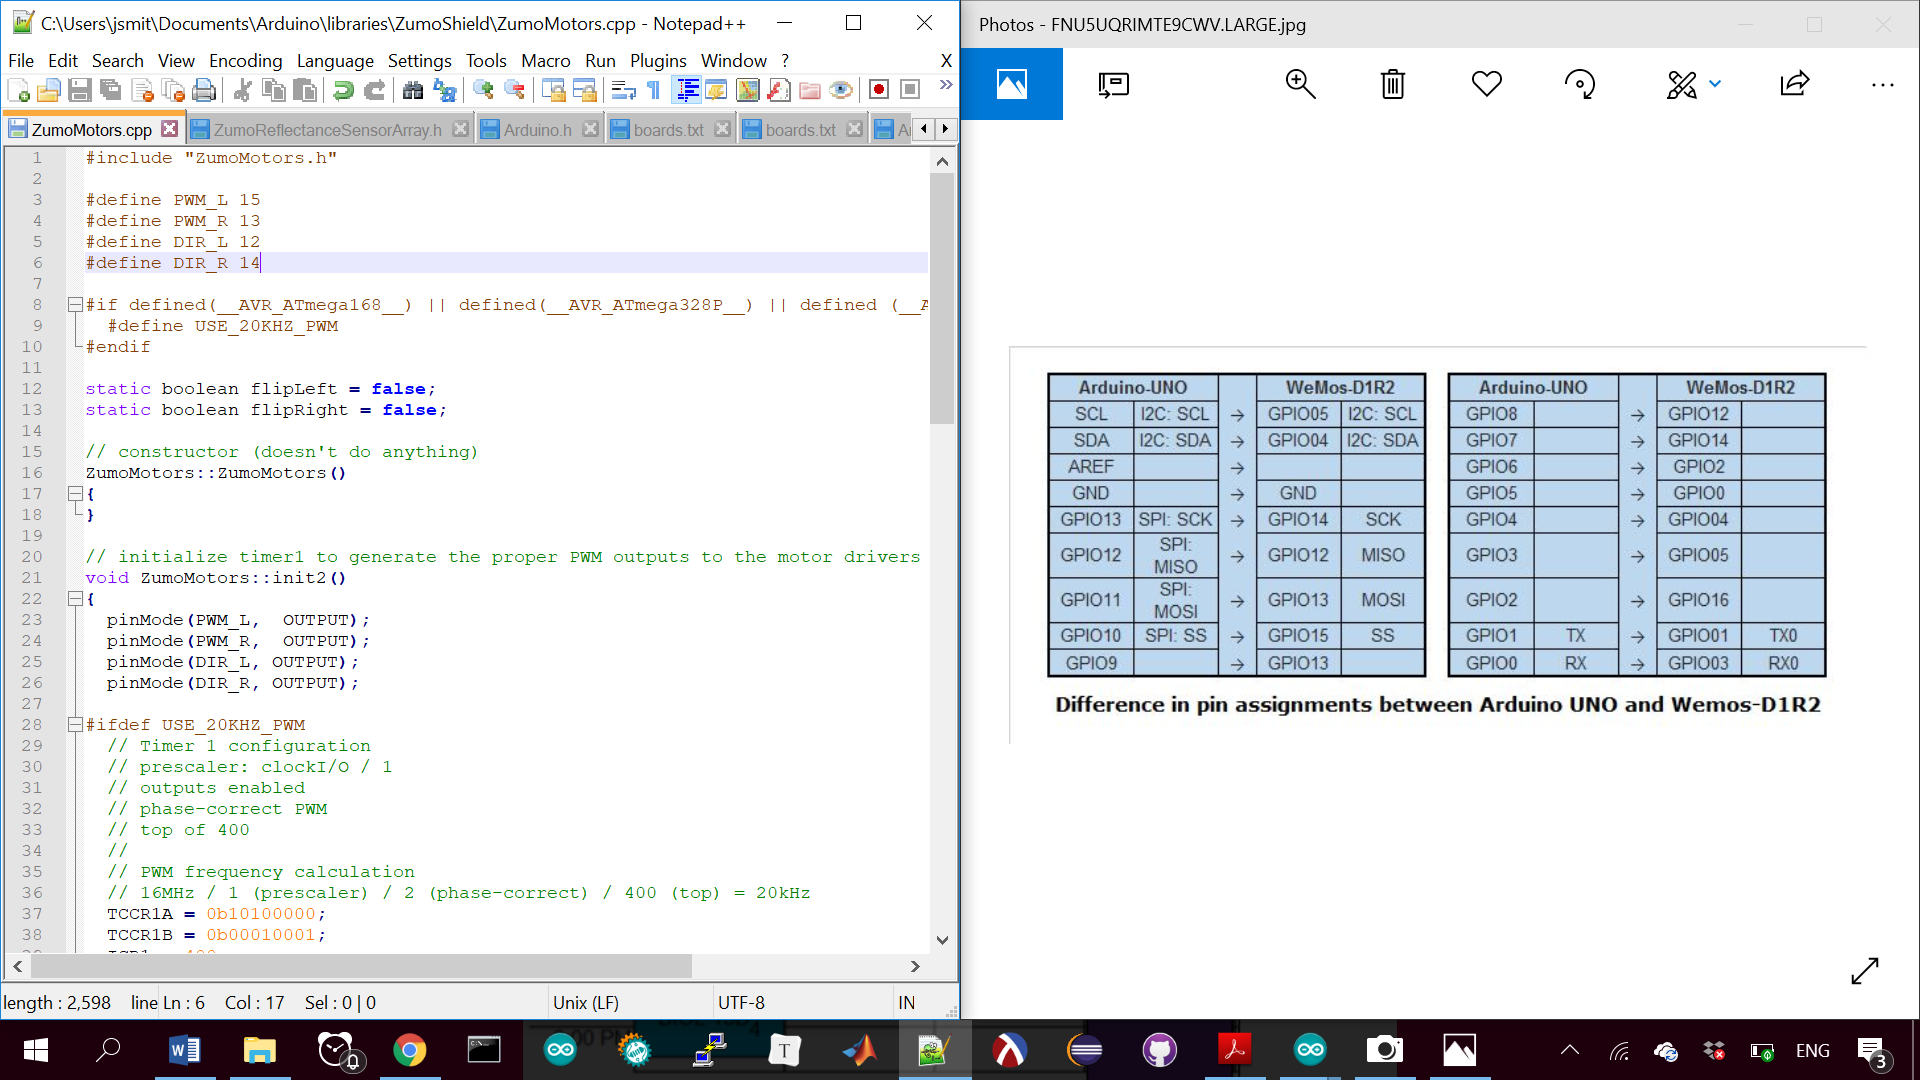 C:\Users\jsmit\Documents\Arduino\libraries\ZumoShield\ZumoMotors.cpp - Notepad++
File Edit Search View Encoding Language Settings Tools Macro Run Plugins Window ? X
ZumoMotors.cpp ZumoReflectanceSensorArray.h Arduino.h boards.txt boards.txt
1 #include "ZumoMotors.h"
2
3 #define PWM_L 15
4 #define PWM_R 13
5 #define DIR_L 12
6 #define DIR_R 14
7
8 #if defined(__AVR_ATmega168__) || defined(__AVR_ATmega328P__) || defined (__A
9 #define USE_20KHZ_PWM
10 #endif
11
12 static boolean flipLeft = false;
13 static boolean flipRight = false;
14
15 // constructor (doesn't do anything)
16 ZumoMotors::ZumoMotors()
17 {
18 }
19
20 // initialize timer1 to generate the proper PWM outputs to the motor drivers
21 void ZumoMotors::init2()
22 {
23 pinMode(PWM_L, OUTPUT);
24 pinMode(PWM_R, OUTPUT);
25 pinMode(DIR_L, OUTPUT);
26 pinMode(DIR_R, OUTPUT);
27
28 #ifdef USE_20KHZ_PWM
29 // Timer 1 configuration
30 // prescaler: clockI/O / 1
31 // outputs enabled
32 // phase-correct PWM
33 // top of 400
34 //
35 // PWM frequency calculation
36 // 16MHz / 1 (prescaler) / 2 (phase-correct) / 400 (top) = 20kHz
37 TCCR1A = 0b10100000;
38 TCCR1B = 0b00010001;
length : 2,598 line Ln : 6 Col : 17 Sel : 0 | 0 Unix (LF) UTF-8 IN
Photos - FNU5UQRIMTE9CWV.LARGE.jpg
Arduino-UNO WeMos-D1R2
SCL I2C: SCL → GPIO05 I2C: SCL
SDA I2C: SDA → GPIO04 I2C: SDA
AREF →
GND → GND
GPIO13 SPI: SCK → GPIO14 SCK
GPIO12 SPI: MISO → GPIO12 MISO
GPIO11 SPI: MOSI → GPIO13 MOSI
GPIO10 SPI: SS → GPIO15 SS
GPIO9 → GPIO13
Arduino-UNO WeMos-D1R2
GPIO8 → GPIO12
GPIO7 → GPIO14
GPIO6 → GPIO2
GPIO5 → GPIO0
GPIO4 → GPIO04
GPIO3 → GPIO05
GPIO2 → GPIO16
GPIO1 TX → GPIO01 TX0
GPIO0 RX → GPIO03 RX0
Difference in pin assignments between Arduino UNO and Wemos-D1R2
ENG
3